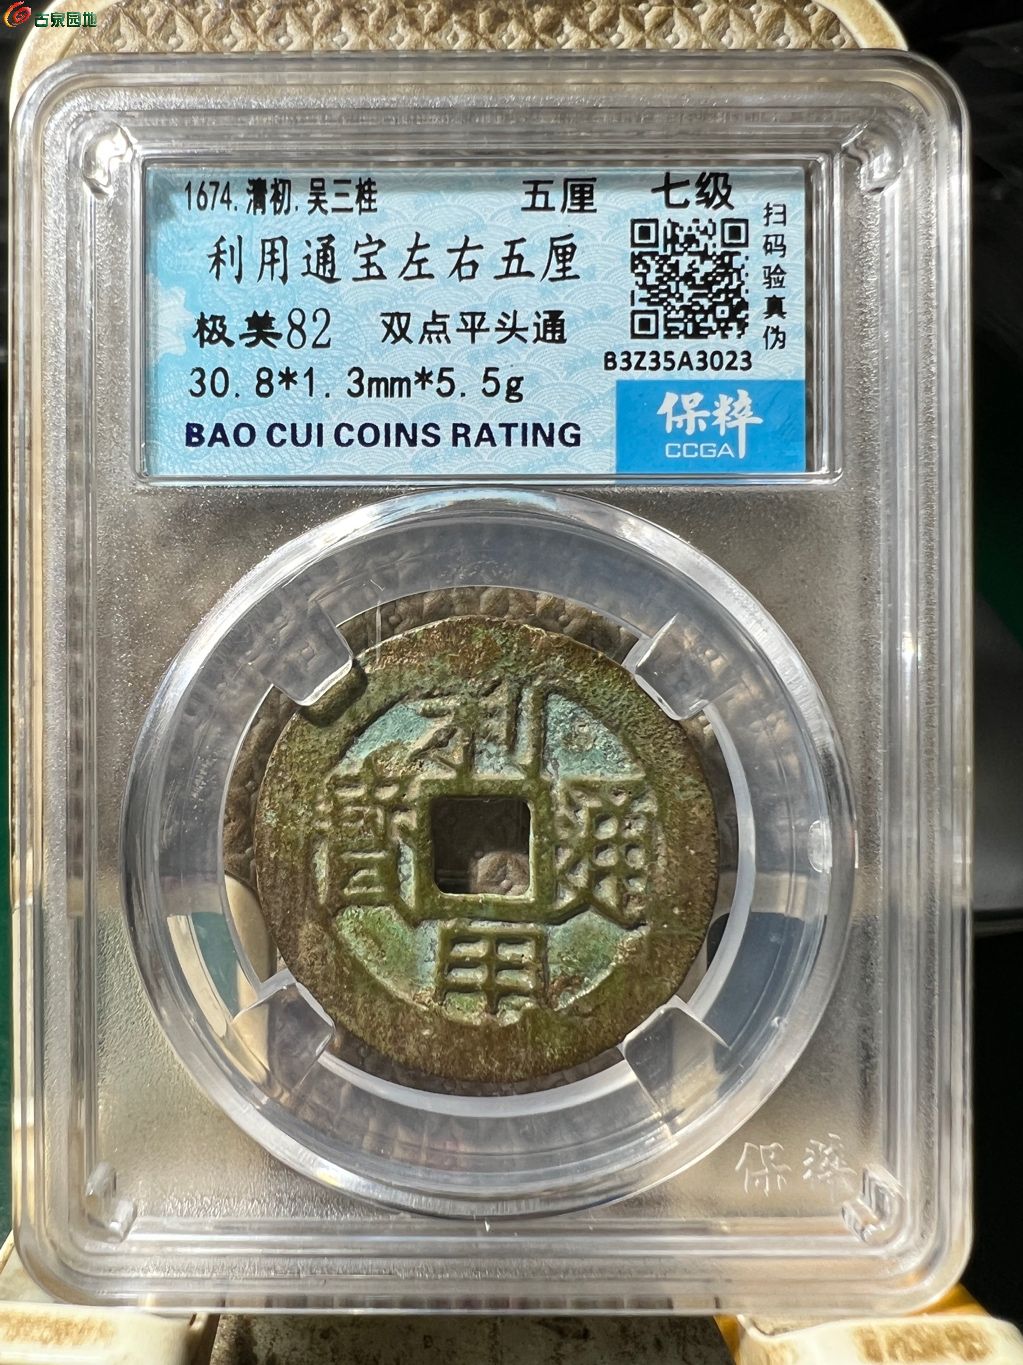 古泉园地
1674.清初.吴三桂 五厘 七级
利用通宝左右五厘
极美82 双点平头通
30.8*1.3mm*5.5g
BAO CUI COINS RATING
扫码验真伪
B3Z35A3023
保粹
CCGA
利
寶 通
用
保粹